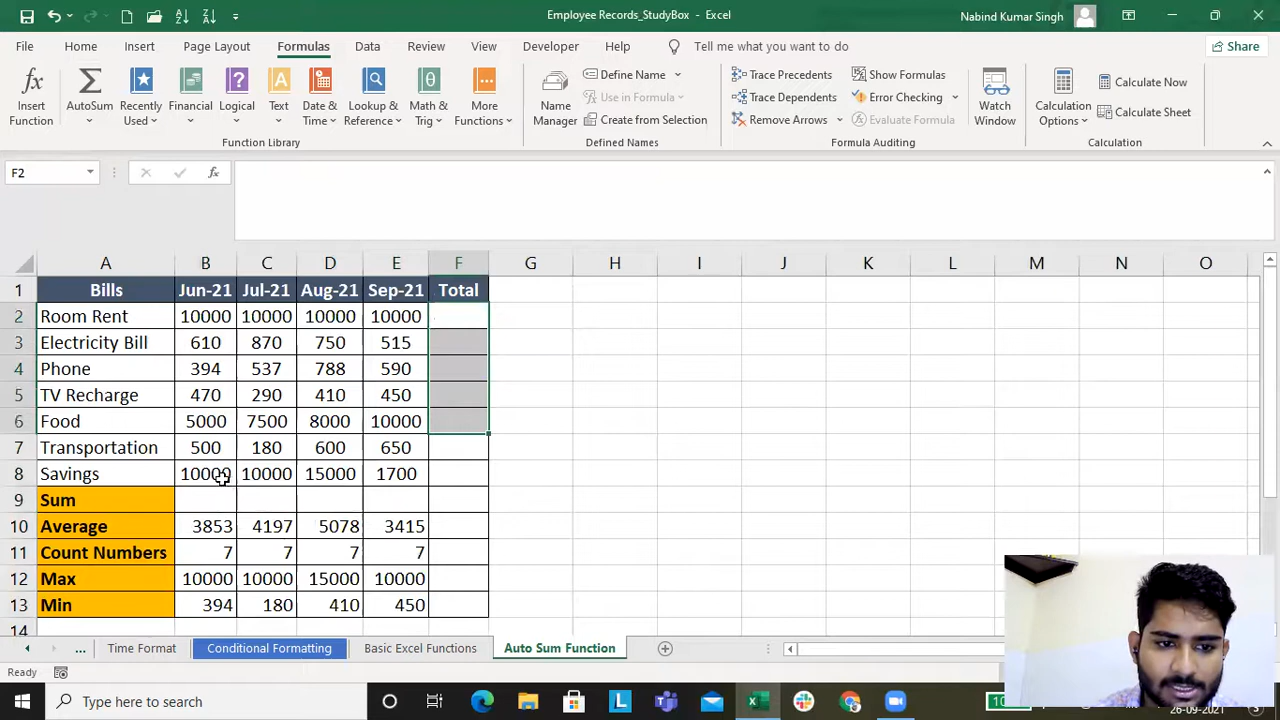 Employee Records_StudyBox - Excel
Nabind Kumar Singh
File Home Insert Page Layout Formulas Data Review View Developer Help Tell me what you want to do Share
Insert Function
AutoSum
Recently Used
Financial
Logical
Text
Date & Time
Lookup & Reference
Math & Trig
More Functions
Function Library
Name Manager
Define Name
Use in Formula
Create from Selection
Defined Names
Trace Precedents
Trace Dependents
Remove Arrows
Show Formulas
Error Checking
Evaluate Formula
Formula Auditing
Watch Window
Calculation Options
Calculate Now
Calculate Sheet
Calculation
F2 fx
A B C D E F G H I J K L M N O
1 Bills Jun-21 Jul-21 Aug-21 Sep-21 Total
2 Room Rent 10000 10000 10000 10000
3 Electricity Bill 610 870 750 515
4 Phone 394 537 788 590
5 TV Recharge 470 290 410 450
6 Food 5000 7500 8000 10000
7 Transportation 500 180 600 650
8 Savings 10000 10000 15000 1700
9 Sum
10 Average 3853 4197 5078 3415
11 Count Numbers 7 7 7 7
12 Max 10000 10000 15000 10000
13 Min 394 180 410 450
14
... Time Format Conditional Formatting Basic Excel Functions Auto Sum Function
Ready
Type here to search
26-09-2021